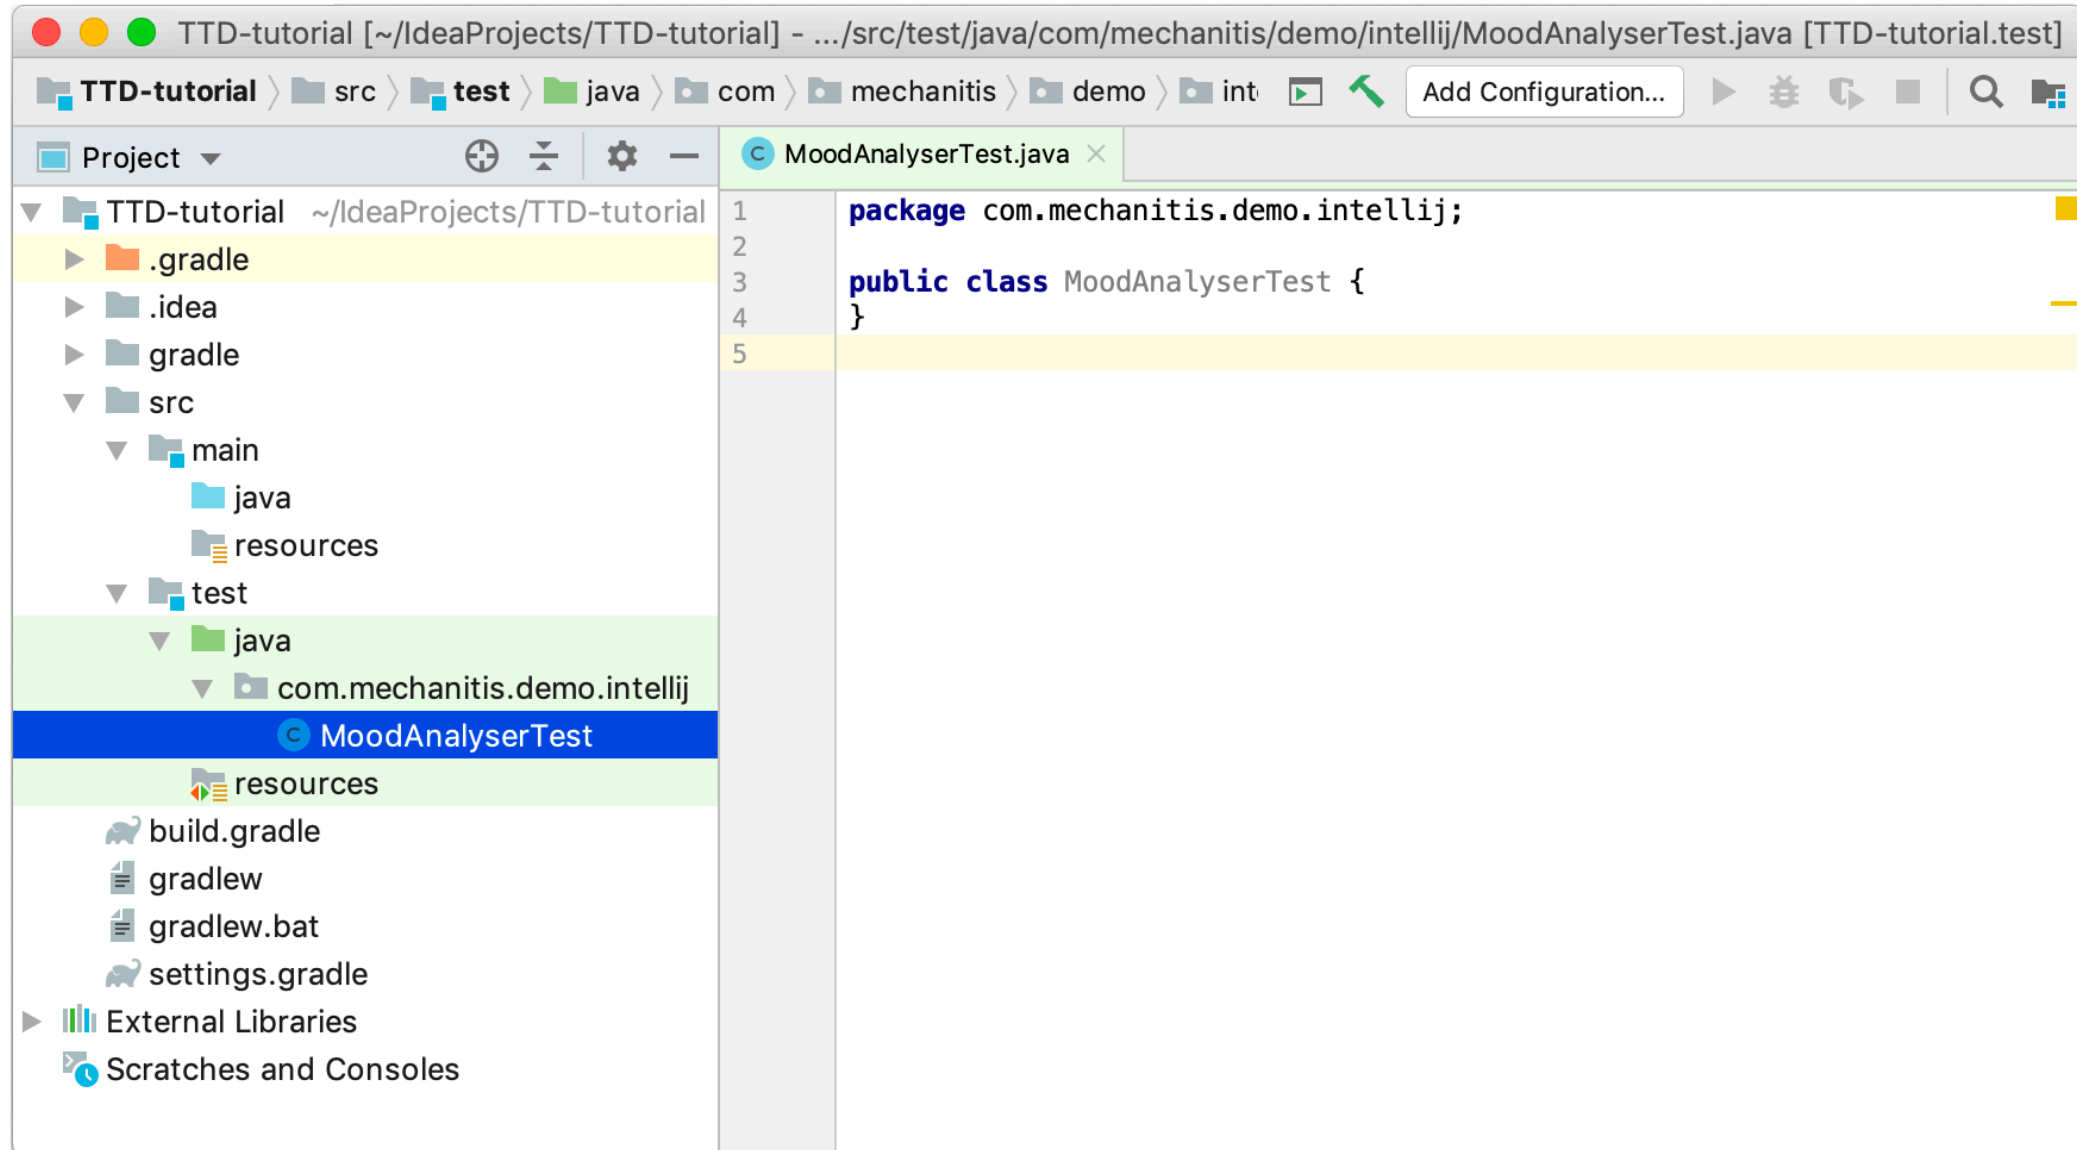 TTD-tutorial [~/IdeaProjects/TTD-tutorial] - .../src/test/java/com/mechanitis/demo/intellij/MoodAnalyserTest.java [TTD-tutorial.test]
TTD-tutorial src test java com mechanitis demo int Add Configuration...
Project
MoodAnalyserTest.java
TTD-tutorial ~/IdeaProjects/TTD-tutorial
.gradle
.idea
gradle
src
main
java
resources
test
java
com.mechanitis.demo.intellij
MoodAnalyserTest
resources
build.gradle
gradlew
gradlew.bat
settings.gradle
External Libraries
Scratches and Consoles
1 package com.mechanitis.demo.intellij;
2
3 public class MoodAnalyserTest {
4 }
5